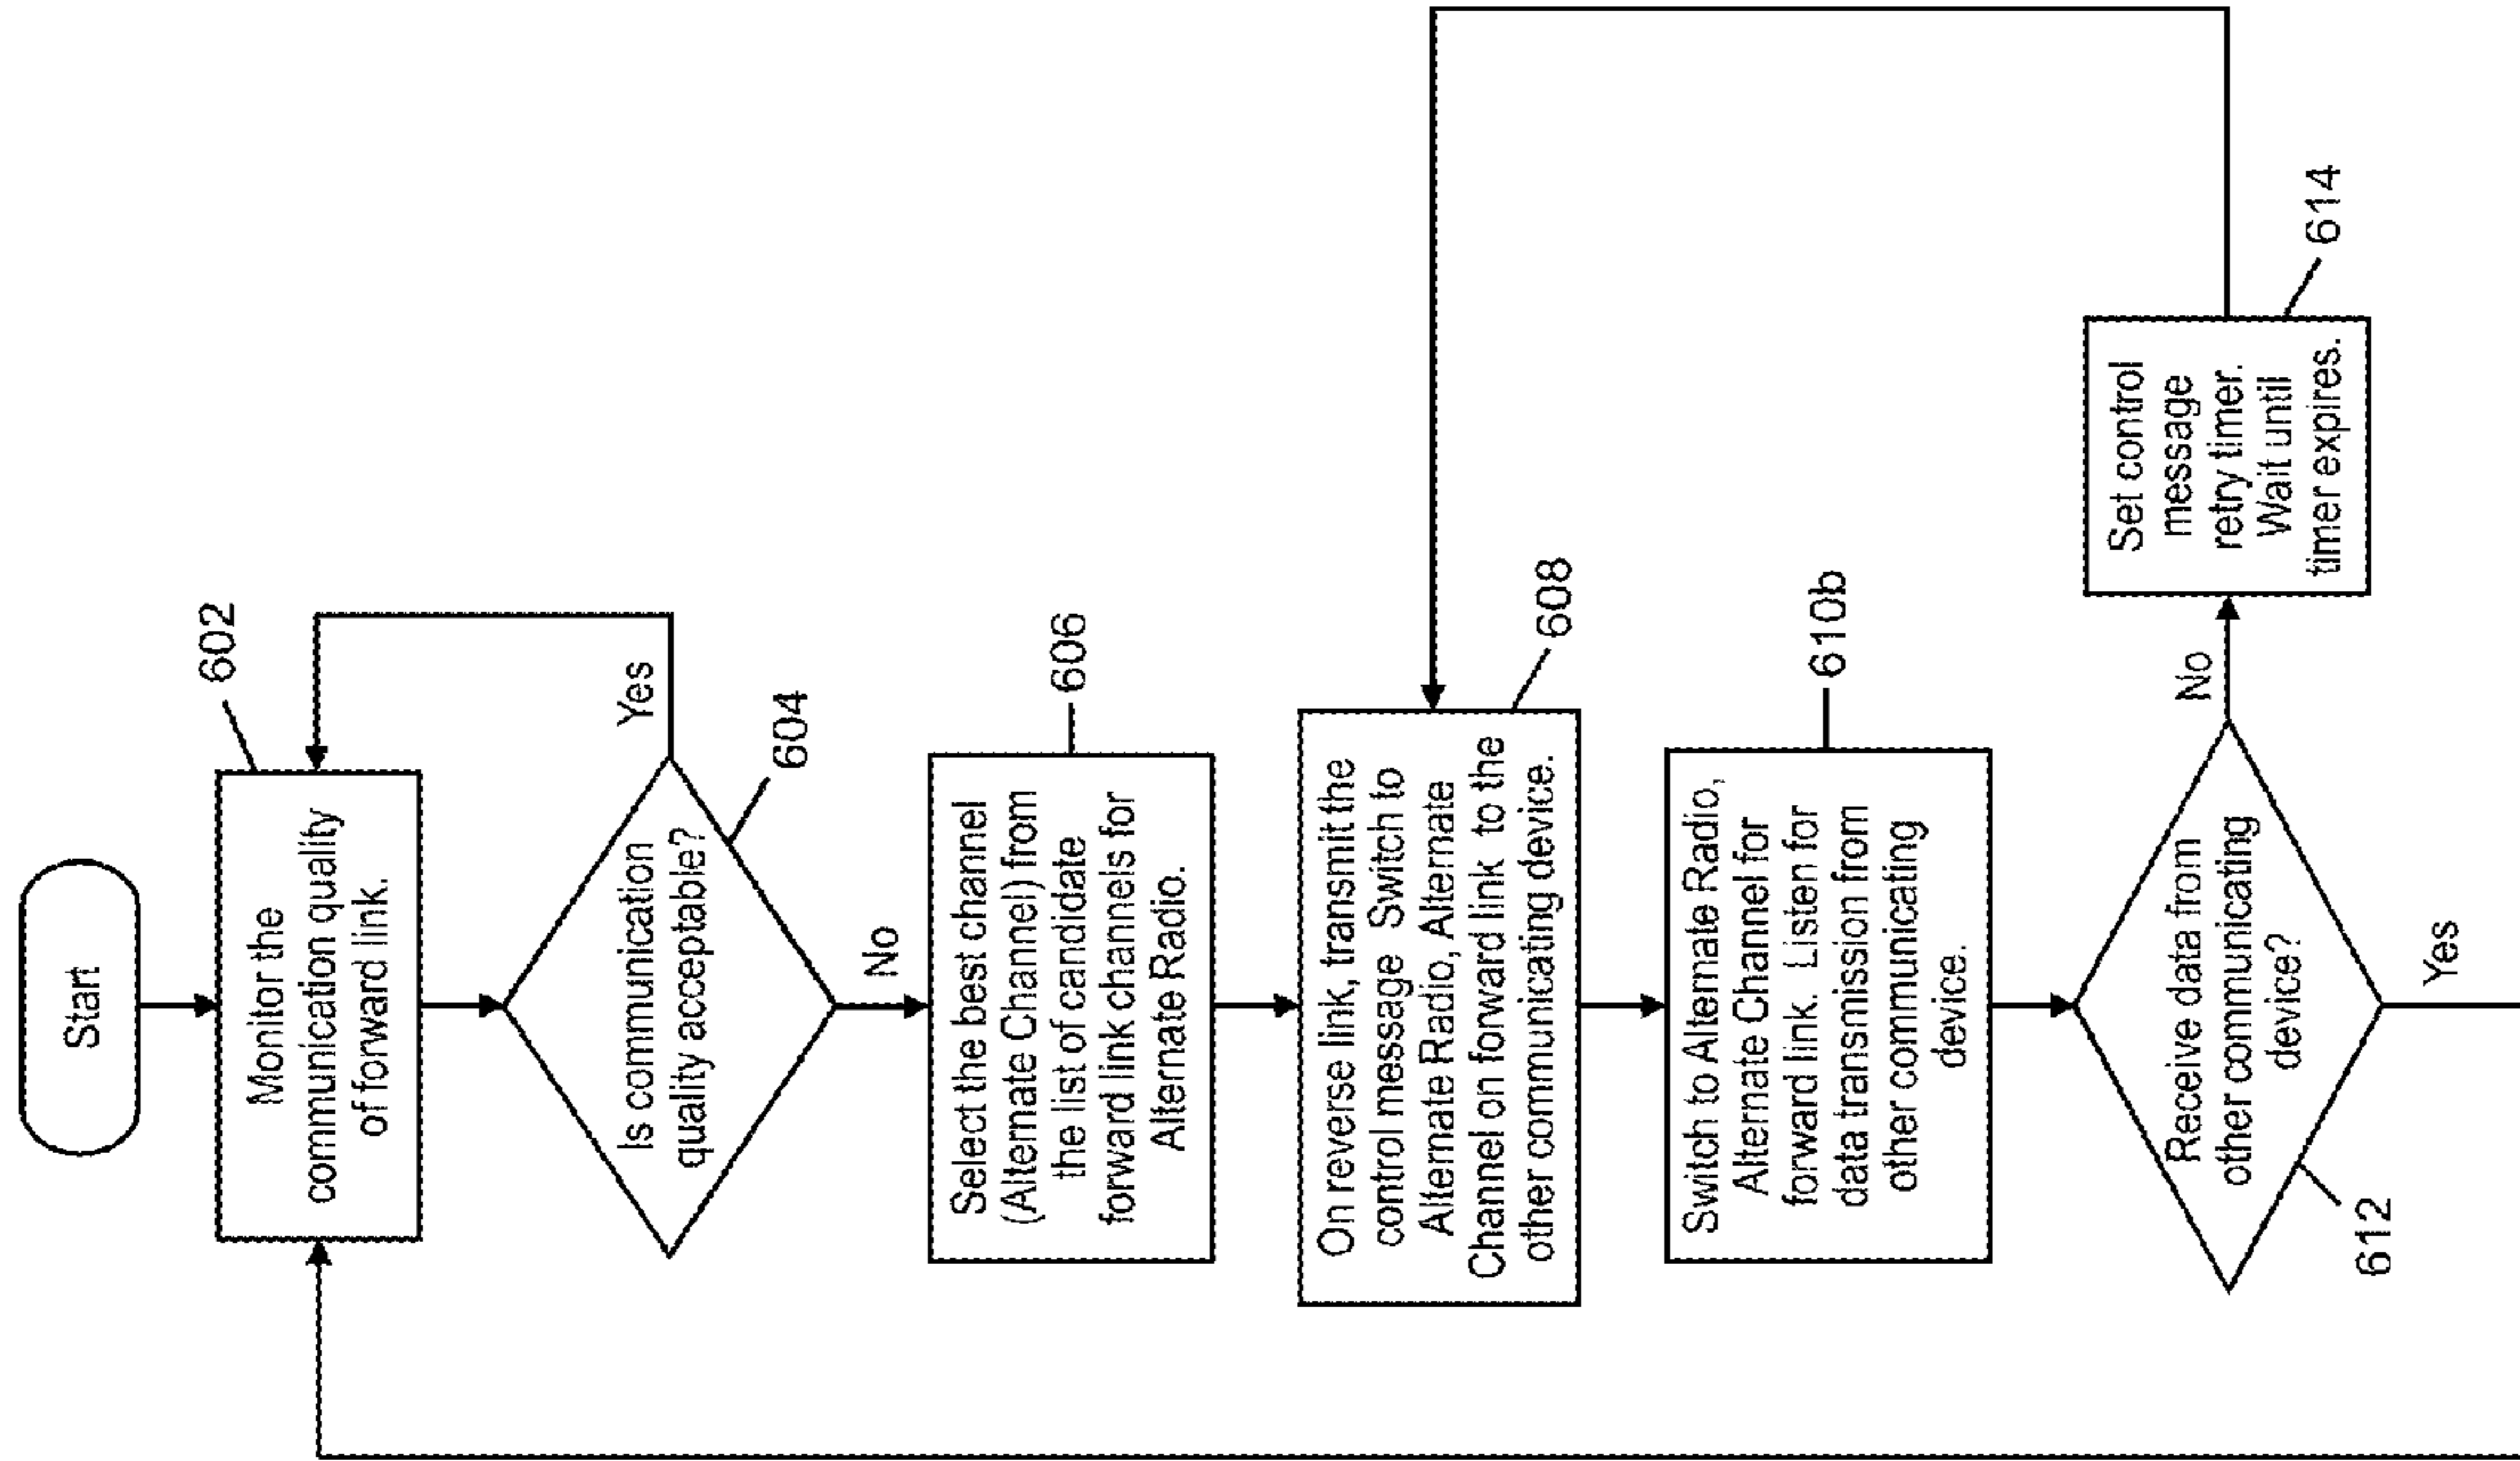 Start
602
Monitor the
communication quality
of forward link.
Yes
Is communication
quality acceptable?
604
No
606
Select the best channel
(Alternate Channel) from
the list of candidate
forward link channels for
Alternate Radio.
On reverse link, transmit the
control message Switch to
Alternate Radio, Alternate
Channel on forward link to the
other communicating device.
608
Switch to Alternate Radio,
Alternate Channel for
forward link. Listen for
data transmission from
other communicating
device.
610b
Receive data from
other communicating
device?
612
No
Set control
message
retry timer.
Wait until
timer expires.
614
Yes